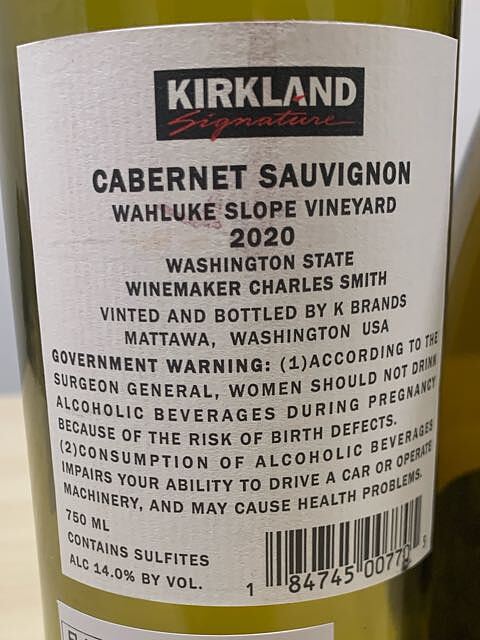 KIRKLAND
Signature
CABERNET SAUVIGNON
WAHLUKE SLOPE VINEYARD
2020
WASHINGTON STATE
WINEMAKER CHARLES SMITH
VINTED AND BOTTLED BY K BRANDS
MATTAWA, WASHINGTON USA
GOVERNMENT WARNING: (1)ACCORDING TO THE
SURGEON GENERAL, WOMEN SHOULD NOT DRINK
ALCOHOLIC BEVERAGES DURING PREGNANCY
BECAUSE OF THE RISK OF BIRTH DEFECTS.
(2)CONSUMPTION OF ALCOHOLIC BEVERAGES
IMPAIRS YOUR ABILITY TO DRIVE A CAR OR OPERATE
MACHINERY, AND MAY CAUSE HEALTH PROBLEMS.
750 ML
CONTAINS SULFITES
ALC 14.0% BY VOL.
1 84745 00770